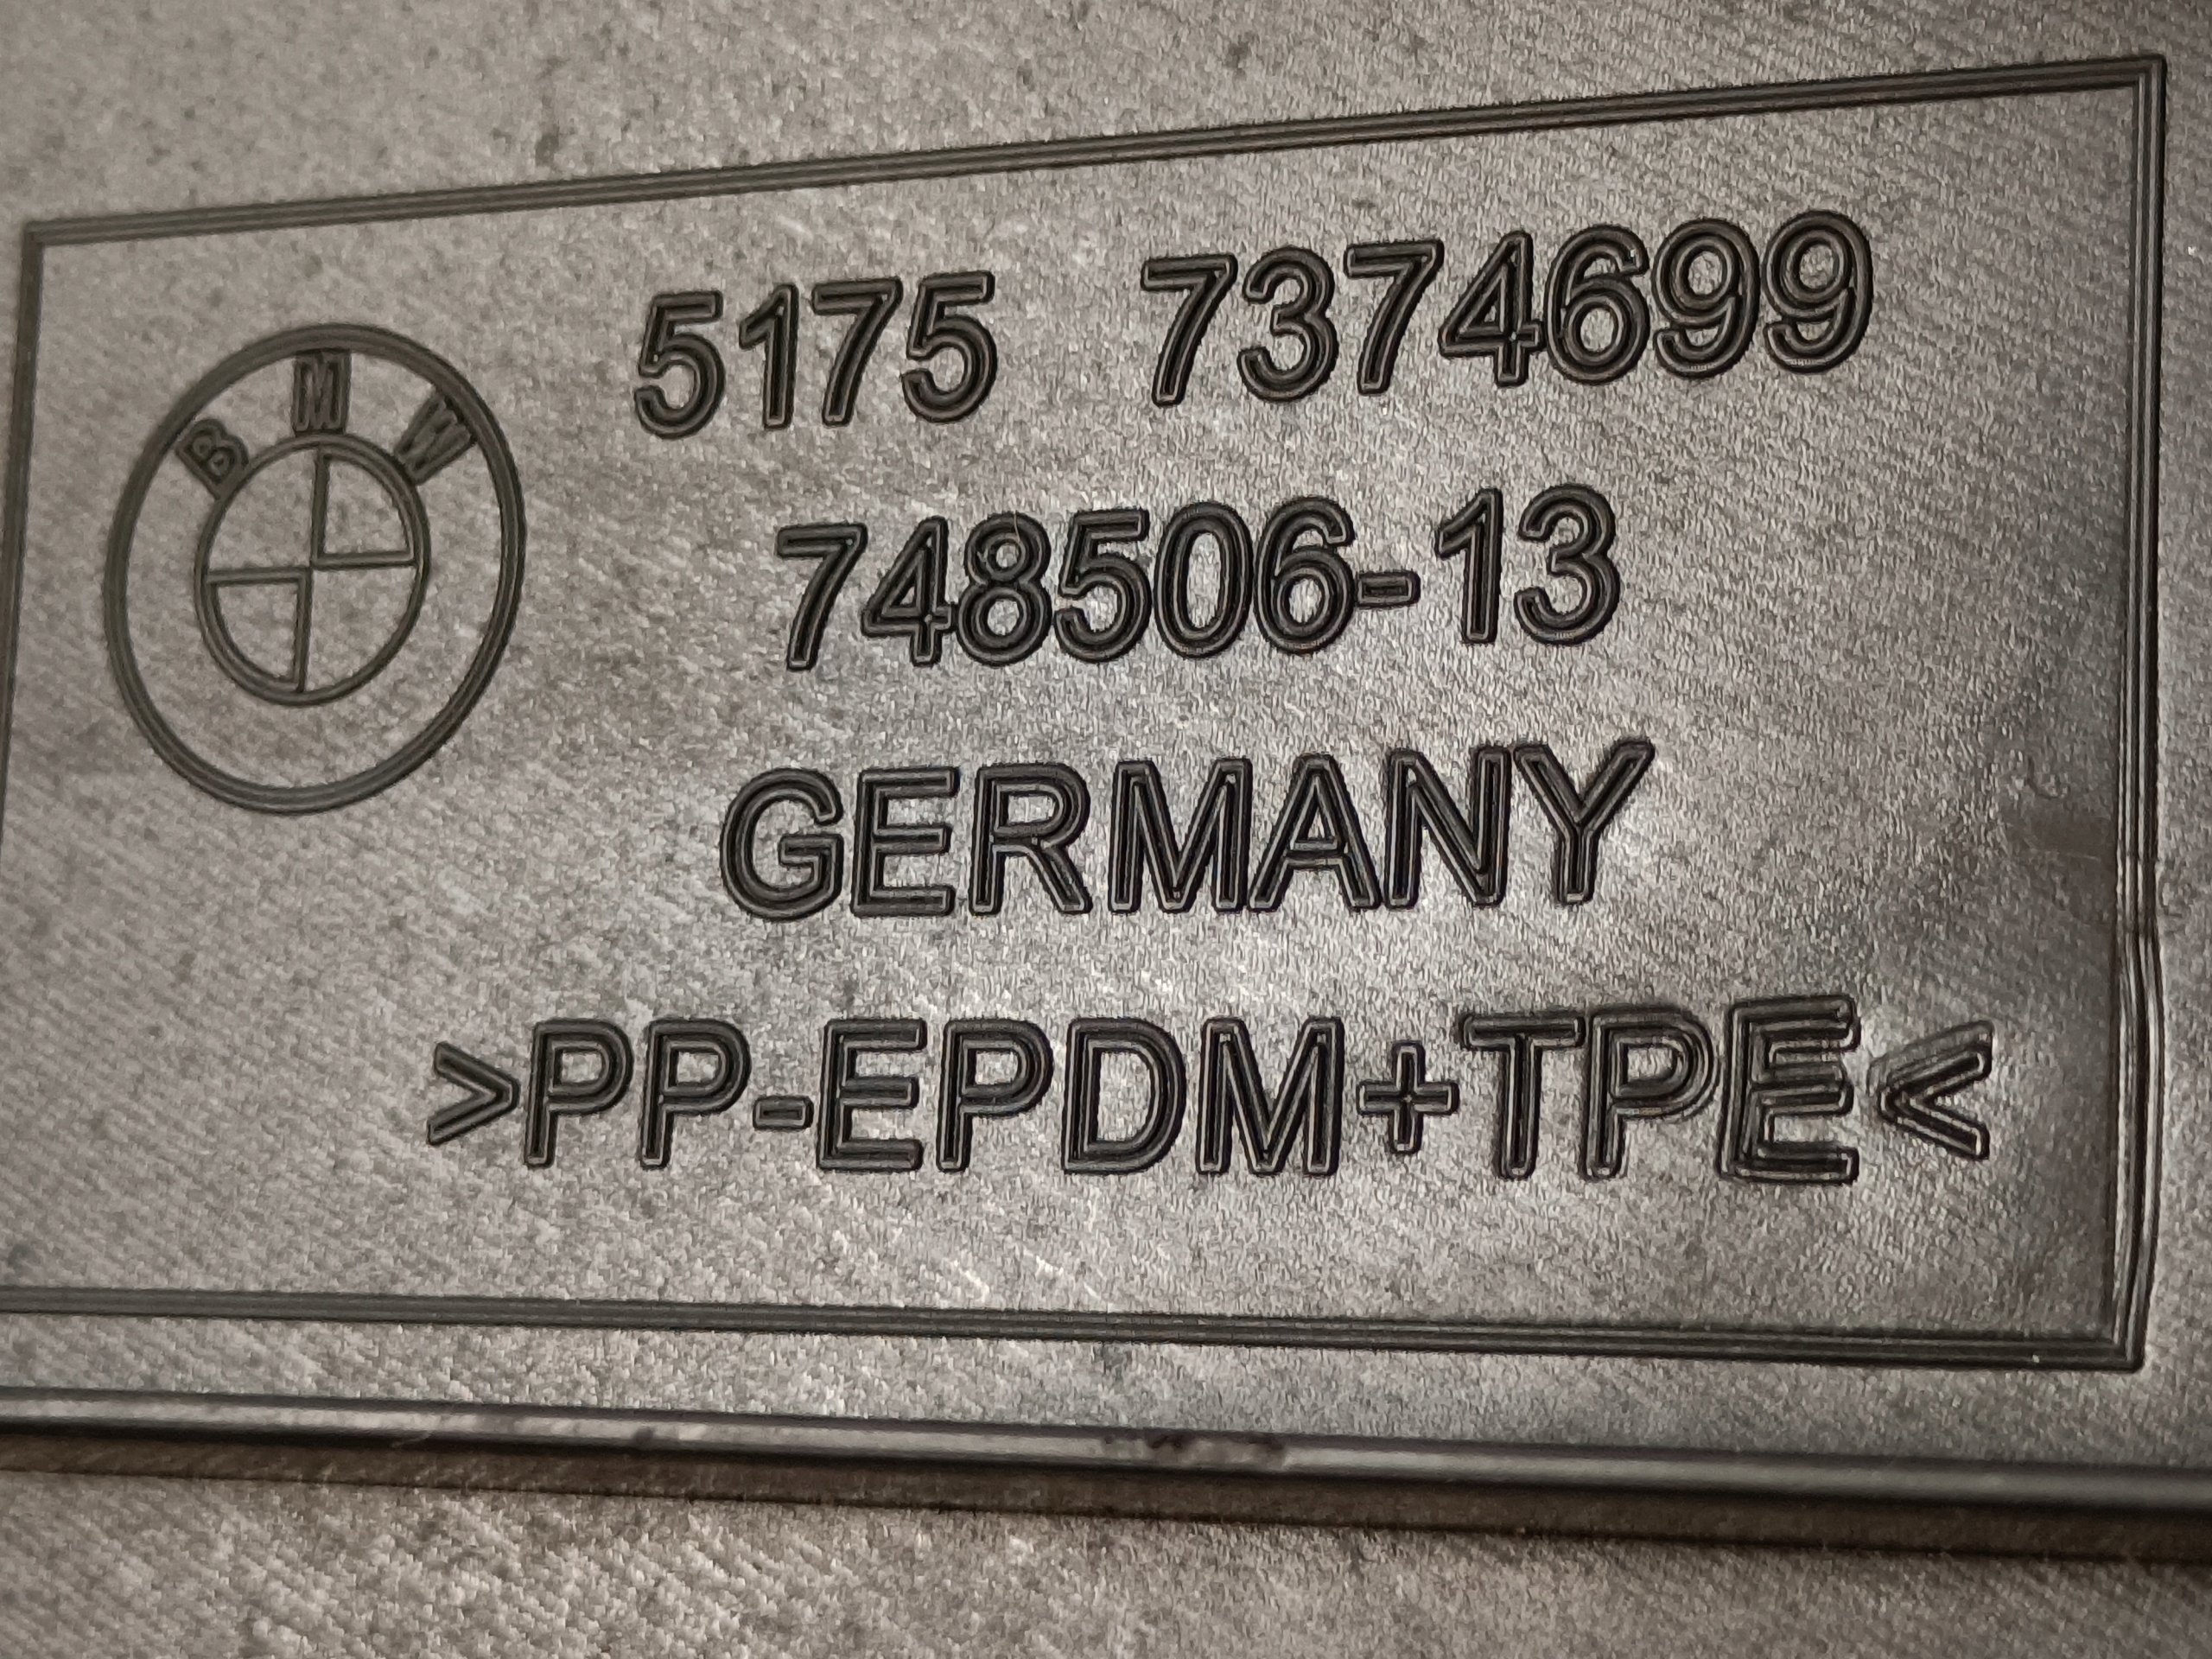 BMW
5175 7374699
748506-13
GERMANY
>PP-EPDM+TPE<